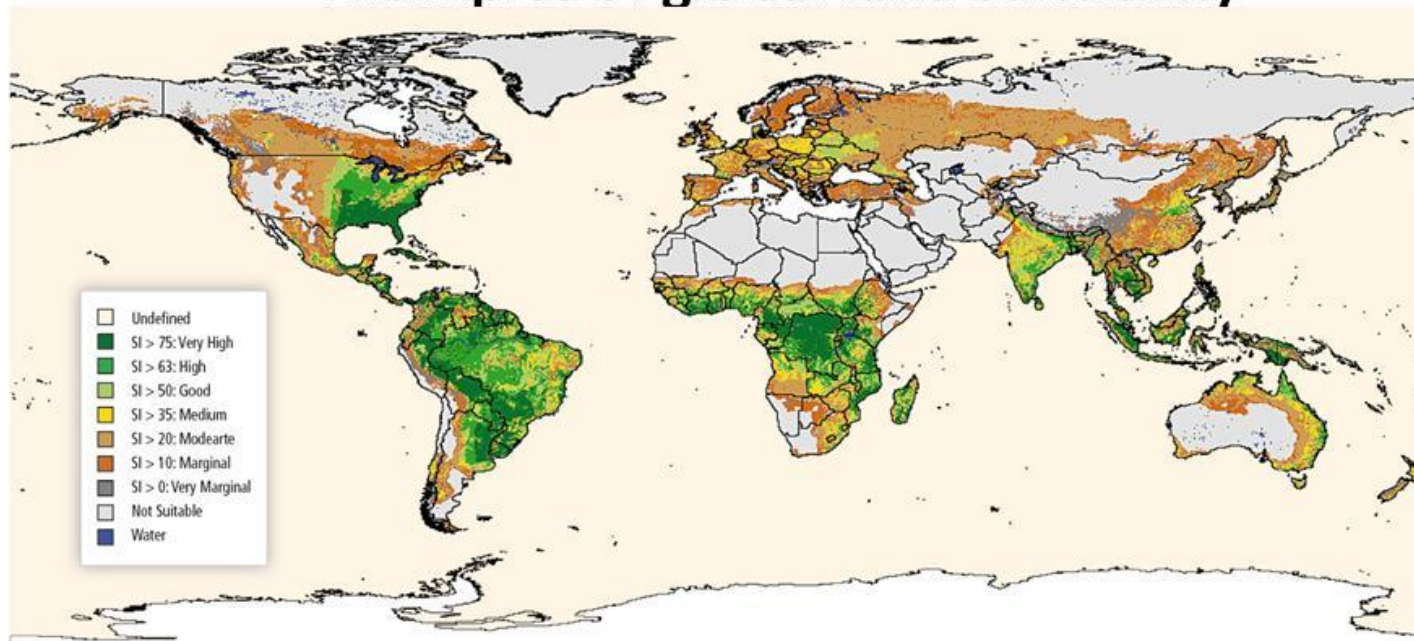 Undefined
SI > 75: Very High
SI > 63: High
SI > 50: Good
SI > 35: Medium
SI > 20: Modearte
SI > 10: Marginal
SI > 0: Very Marginal
Not Suitable
Water